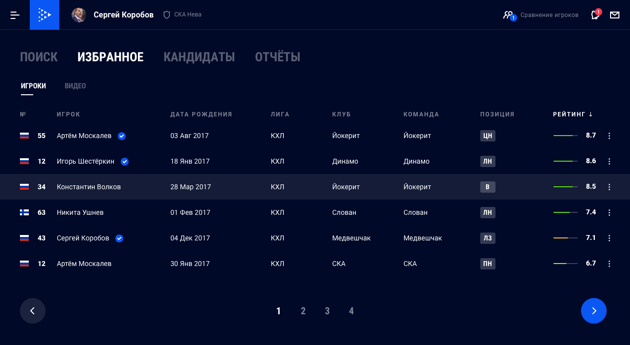 Сергей Коробов СКА Нева 1 Сравнение игроков 1
ПОИСК ИЗБРАННОЕ КАНДИДАТЫ ОТЧЁТЫ
ИГРОКИ ВИДЕО
№ ИГРОК ДАТА РОЖДЕНИЯ ЛИГА КЛУБ КОМАНДА ПОЗИЦИЯ РЕЙТИНГ ↓
55 Артём Москалев 03 Авг 2017 КХЛ Йокерит Йокерит ЦН 8.7
12 Игорь Шестёркин 18 Янв 2017 КХЛ Динамо Динамо ЛН 8.6
34 Константин Волков 28 Мар 2017 КХЛ Йокерит Йокерит В 8.5
63 Никита Ушнев 01 Фев 2017 КХЛ Слован Слован ЛН 7.4
43 Сергей Коробов 04 Дек 2017 КХЛ Медвешчак Медвешчак ЛЗ 7.1
12 Артём Москалев 30 Янв 2017 КХЛ СКА СКА ПН 6.7
1 2 3 4